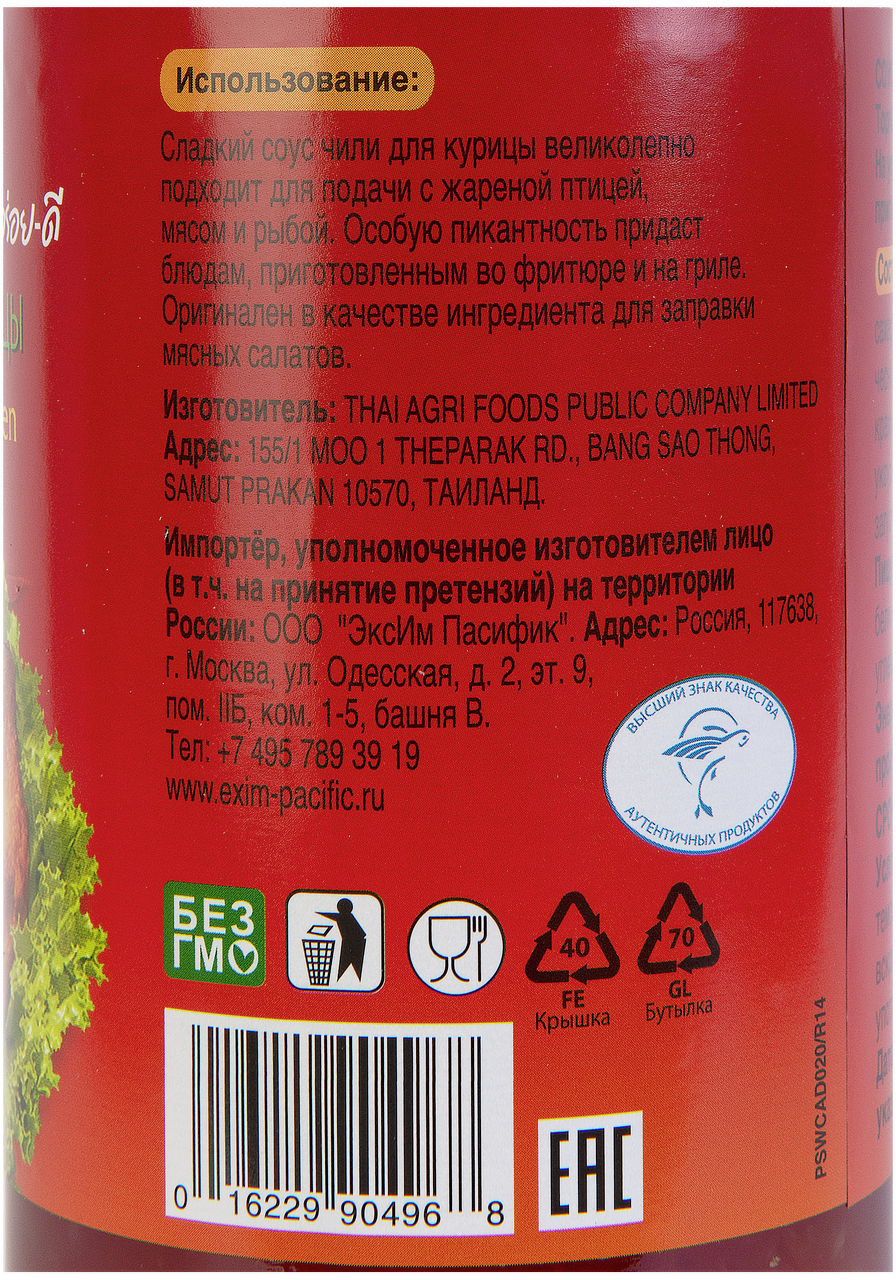 Использование:
Сладкий соус чили для курицы великолепно
подходит для подачи с жареной птицей,
мясом и рыбой. Особую пикантность придаст
блюдам, приготовленным во фритюре и на гриле.
Оригинален в качестве ингредиента для заправки
мясных салатов.
Изготовитель: THAI AGRI FOODS PUBLIC COMPANY LIMITED
Адрес: 155/1 MOO 1 THEPARAK RD., BANG SAO THONG,
SAMUT PRAKAN 10570, ТАИЛАНД.
Импортёр, уполномоченное изготовителем лицо
(в т.ч. на принятие претензий) на территории
России: ООО "ЭксИм Пасифик". Адрес: Россия, 117638,
г. Москва, ул. Одесская, д. 2, эт. 9,
пом. IIБ, ком. 1-5, башня В.
Тел: +7 495 789 39 19
www.exim-pacific.ru
ВЫСШИЙ ЗНАК КАЧЕСТВА
АУТЕНТИЧНЫХ ПРОДУКТОВ
БЕЗ
ГМО
40
FE
Крышка
70
GL
Бутылка
0 16229 90496 8
EAC
PSWCAD020/R14